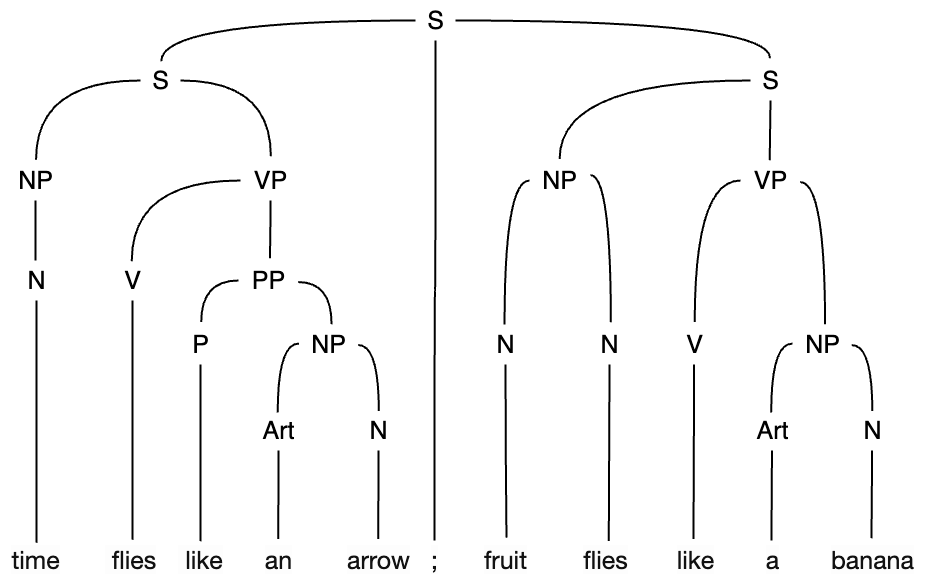 S
S S
NP VP NP VP
N V PP
P NP N N V NP
Art N Art N
time flies like an arrow ; fruit flies like a banana